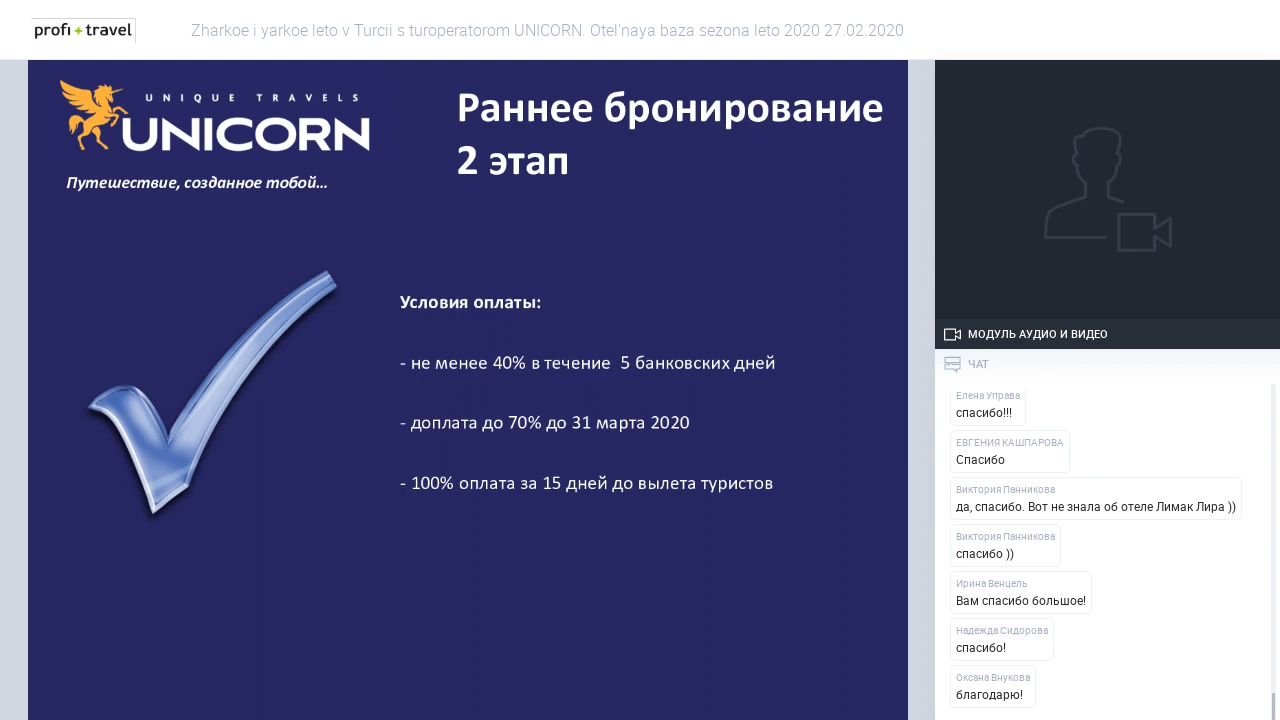 profi + travel
Zharkoe i yarkoe leto v Turcii s turoperatorom UNICORN. Otel'naya baza sezona leto 2020 27.02.2020
UNIQUE TRAVELS
UNICORN
Путешествие, созданное тобой...
Раннее бронирование
2 этап
Условия оплаты:
- не менее 40% в течение 5 банковских дней
- доплата до 70% до 31 марта 2020
- 100% оплата за 15 дней до вылета туристов
МОДУЛЬ АУДИО И ВИДЕО
ЧАТ
Елена Управа
спасибо!!!
ЕВГЕНИЯ КАШПАРОВА
Спасибо
Виктория Панникова
да, спасибо. Вот не знала об отеле Лимак Лира ))
Виктория Панникова
спасибо ))
Ирина Венцель
Вам спасибо большое!
Надежда Сидорова
спасибо!
Оксана Внукова
благодарю!